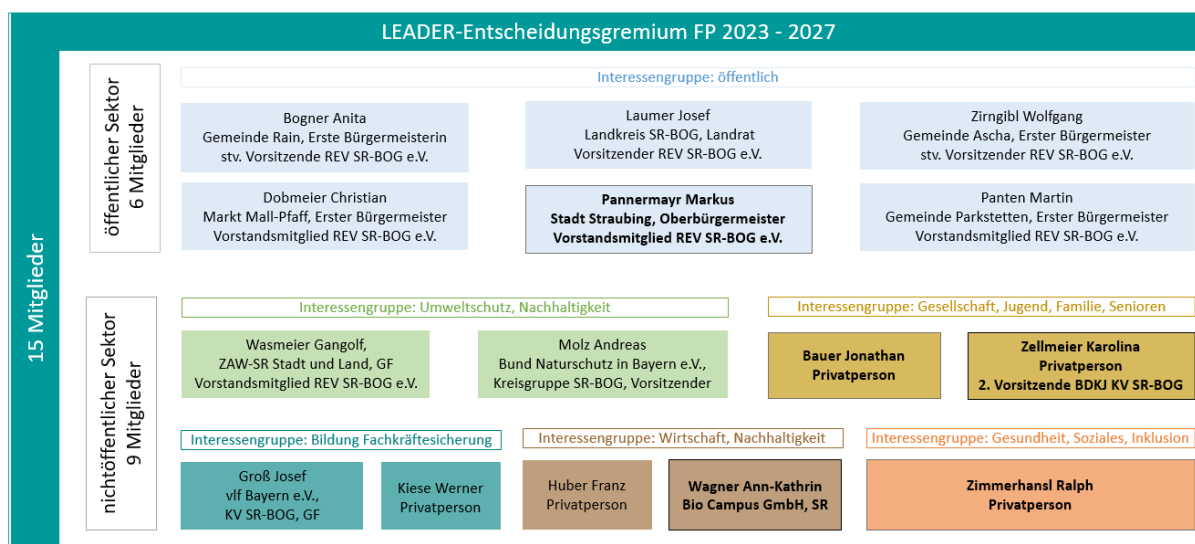 LEADER-Entscheidungsgremium FP 2023 - 2027
15 Mitglieder
öffentlicher Sektor
6 Mitglieder
Interessengruppe: öffentlich
Bogner Anita
Gemeinde Rain, Erste Bürgermeisterin
stv. Vorsitzende REV SR-BOG e.V.
Laumer Josef
Landkreis SR-BOG, Landrat
Vorsitzender REV SR-BOG e.V.
Zirngibl Wolfgang
Gemeinde Ascha, Erster Bürgermeister
stv. Vorsitzender REV SR-BOG e.V.
Dobmeier Christian
Markt Mall-Pfaff, Erster Bürgermeister
Vorstandsmitglied REV SR-BOG e.V.
Pannermayr Markus
Stadt Straubing, Oberbürgermeister
Vorstandsmitglied REV SR-BOG e.V.
Panten Martin
Gemeinde Parkstetten, Erster Bürgermeister
Vorstandsmitglied REV SR-BOG e.V.
nichtöffentlicher Sektor
9 Mitglieder
Interessengruppe: Umweltschutz, Nachhaltigkeit
Wasmeier Gangolf,
ZAW-SR Stadt und Land, GF
Vorstandsmitglied REV SR-BOG e.V.
Molz Andreas
Bund Naturschutz in Bayern e.V.,
Kreisgruppe SR-BOG, Vorsitzender
Interessengruppe: Gesellschaft, Jugend, Familie, Senioren
Bauer Jonathan
Privatperson
Zellmeier Karolina
Privatperson
2. Vorsitzende BDKJ KV SR-BOG
Interessengruppe: Bildung Fachkräftesicherung
Groß Josef
vlf Bayern e.V.,
KV SR-BOG, GF
Kiese Werner
Privatperson
Interessengruppe: Wirtschaft, Nachhaltigkeit
Huber Franz
Privatperson
Wagner Ann-Kathrin
Bio Campus GmbH, SR
Interessengruppe: Gesundheit, Soziales, Inklusion
Zimmerhansl Ralph
Privatperson